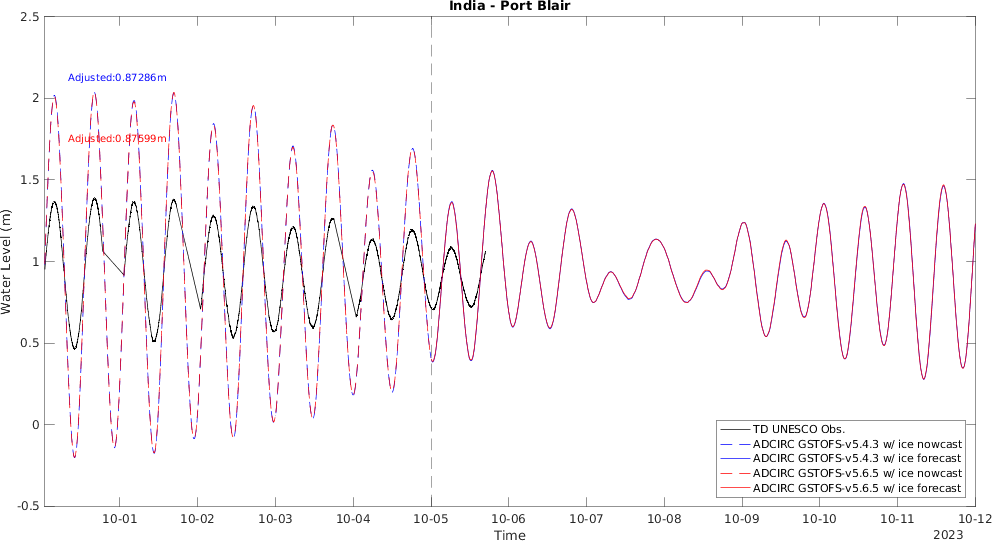 India - Port Blair
Adjusted:0.87286m
Adjusted:0.87599m
Water Level (m)
2.5
2
1.5
1
0.5
0
-0.5
10-01 10-02 10-03 10-04 10-05 10-06 10-07 10-08 10-09 10-10 10-11 10-12
Time
2023
TD UNESCO Obs.
ADCIRC GSTOFS-v5.4.3 w/ ice nowcast
ADCIRC GSTOFS-v5.4.3 w/ ice forecast
ADCIRC GSTOFS-v5.6.5 w/ ice nowcast
ADCIRC GSTOFS-v5.6.5 w/ ice forecast